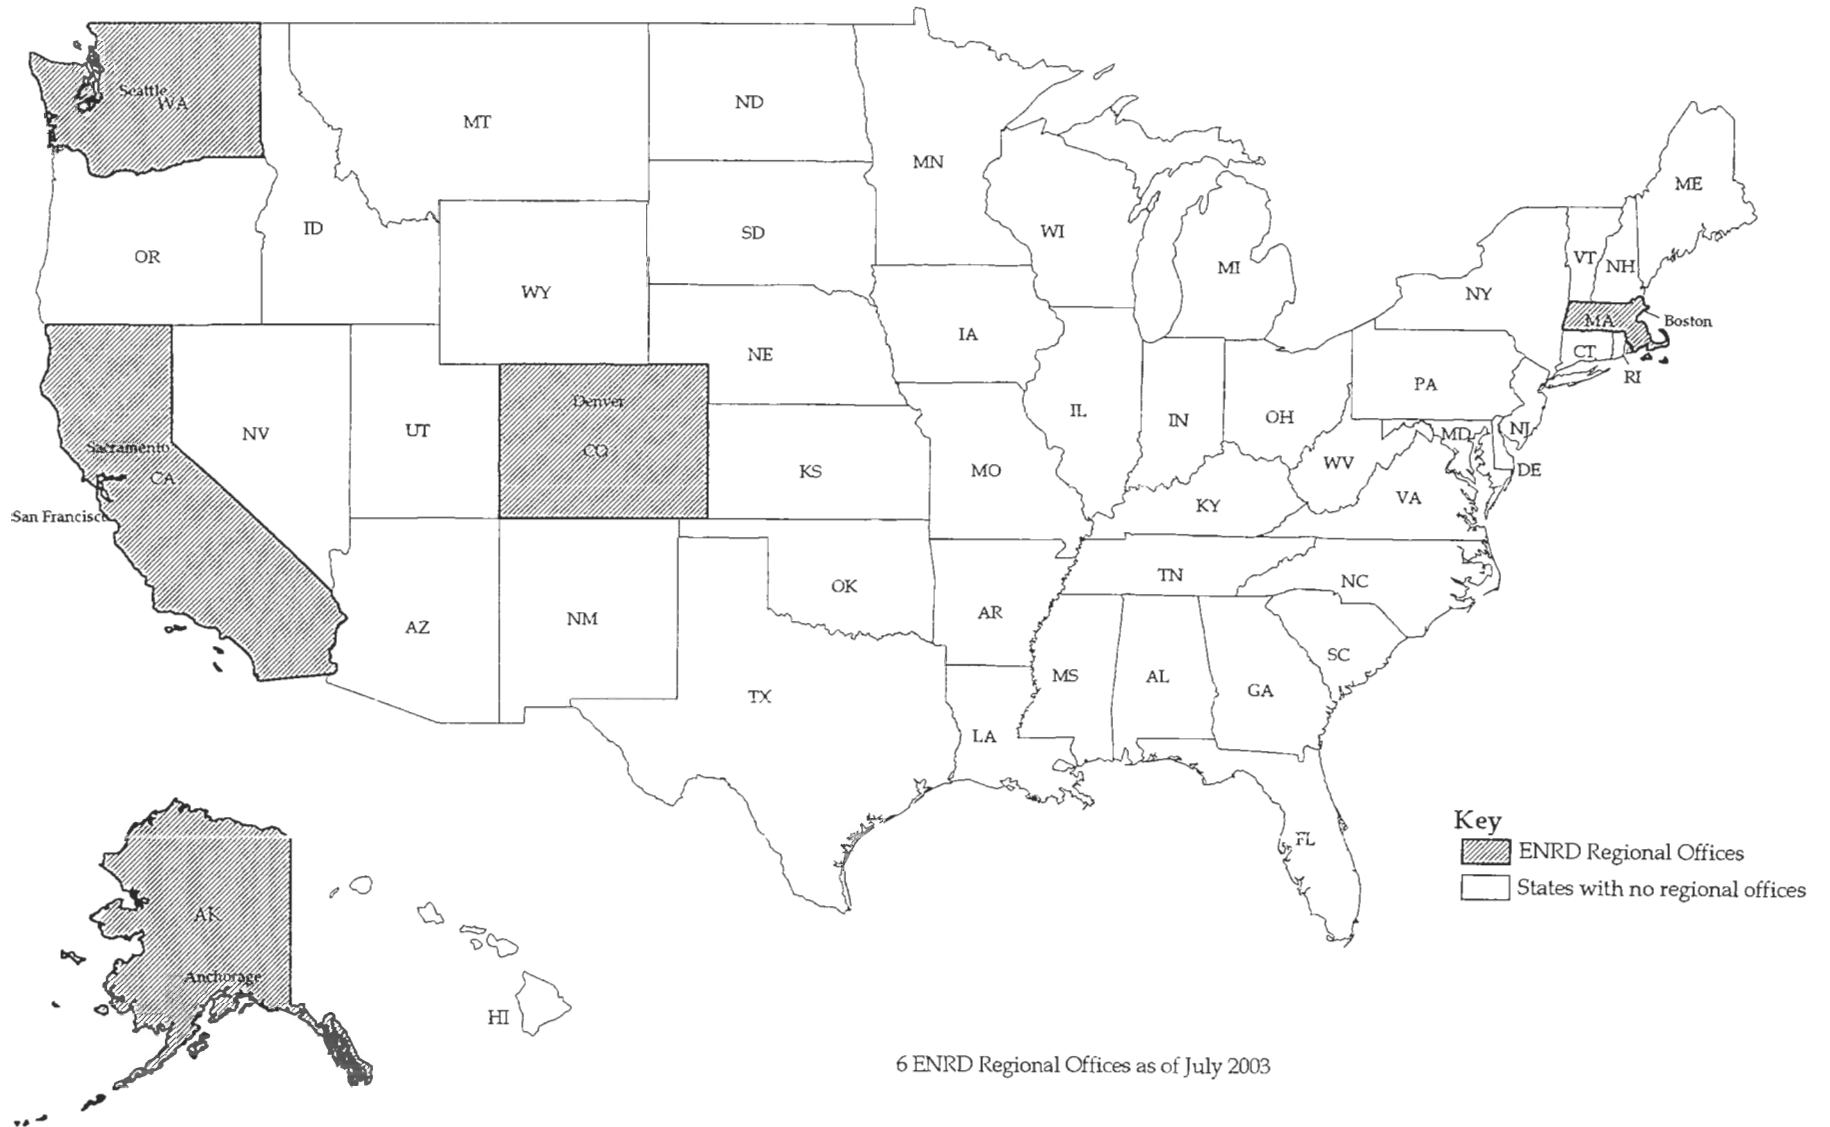 Seattle
WA
MT
ND
MN
ME
OR
ID
SD
WI
MI
VT
NH
NY
WY
MA
Boston
IA
NE
CT
RI
PA
Denver
CO
IL
IN
OH
NJ
MD
NV
UT
Sacramento
CA
KS
MO
WV
DE
VA
KY
San Francisco
TN
NC
OK
AR
AZ
NM
SC
MS
AL
GA
TX
LA
FL
Key
ENRD Regional Offices
States with no regional offices
AK
Anchorage
HI
6 ENRD Regional Offices as of July 2003